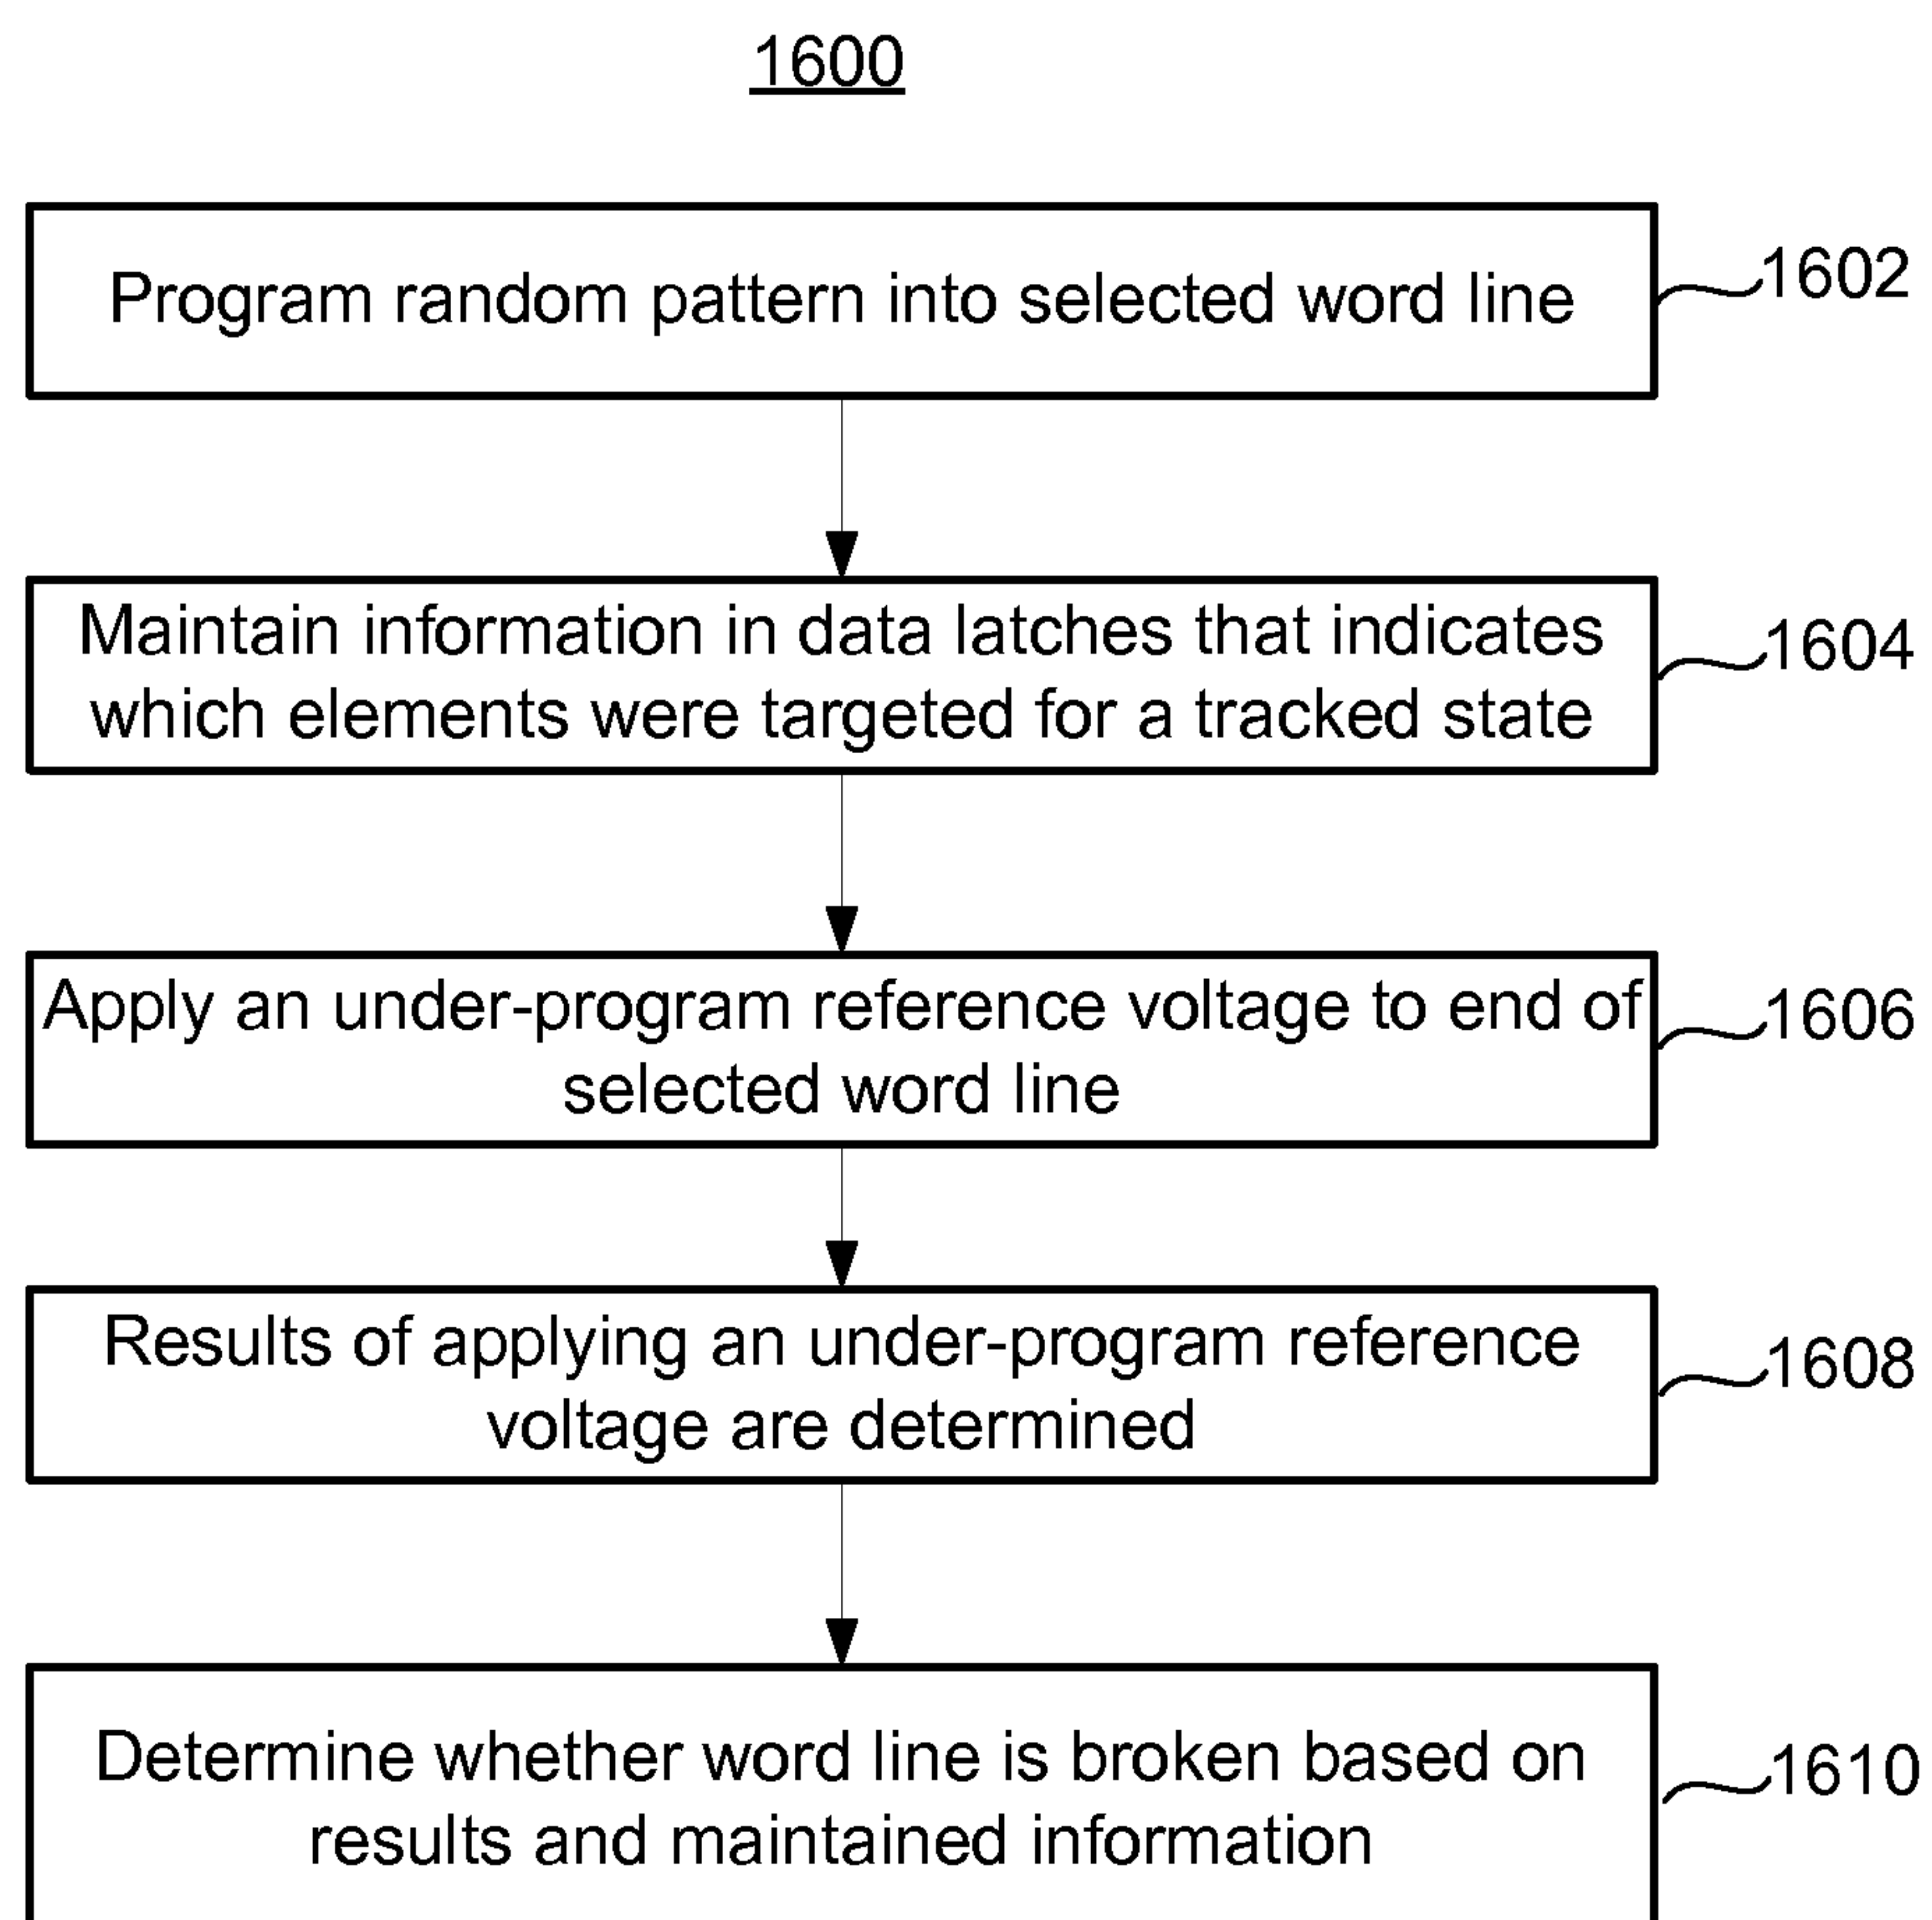 1600
Program random pattern into selected word line
1602
Maintain information in data latches that indicates
which elements were targeted for a tracked state
1604
Apply an under-program reference voltage to end of
selected word line
1606
Results of applying an under-program reference
voltage are determined
1608
Determine whether word line is broken based on
results and maintained information
1610